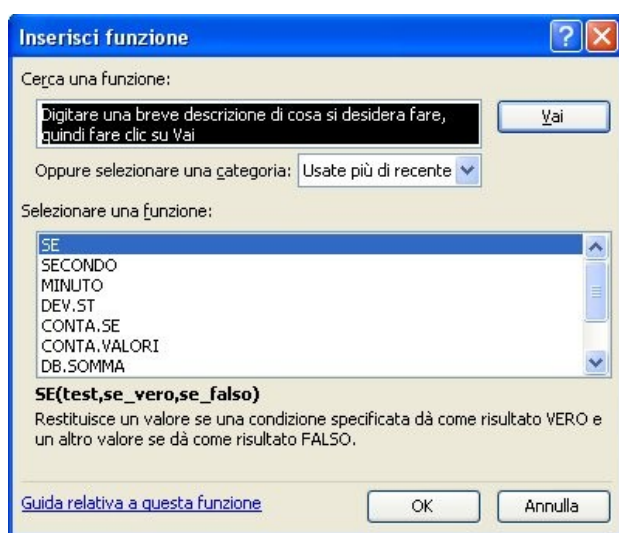 Inserisci funzione
Cerca una funzione:
Digitare una breve descrizione di cosa si desidera fare,
quindi fare clic su Vai
Vai
Oppure selezionare una categoria: Usate più di recente
Selezionare una funzione:
SE
SECONDO
MINUTO
DEV.ST
CONTA.SE
CONTA.VALORI
DB.SOMMA
SE(test,se_vero,se_falso)
Restituisce un valore se una condizione specificata dà come risultato VERO e
un altro valore se dà come risultato FALSO.
Guida relativa a questa funzione
OK
Annulla